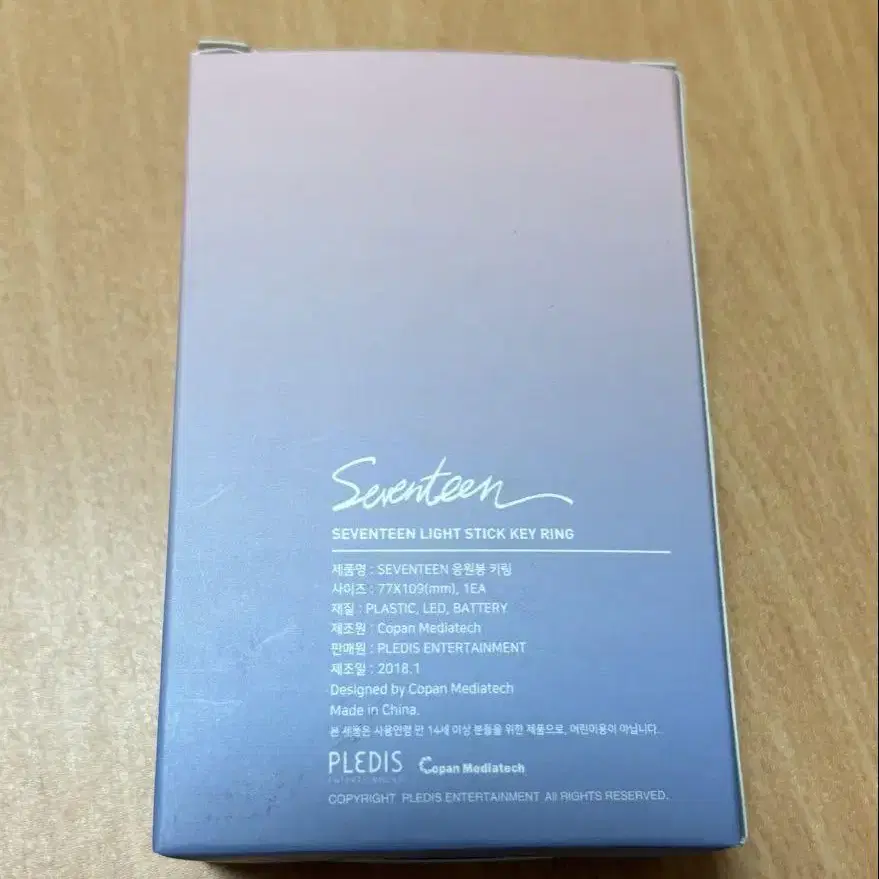 Seventeen
SEVENTEEN LIGHT STICK KEY RING
제품명 : SEVENTEEN 응원봉 키링
사이즈 : 77X109(mm), 1EA
재질 : PLASTIC, LED, BATTERY
제조원 : Copan Mediatech
판매원 : PLEDIS ENTERTAINMENT
제조일 : 2018.1
Designed by Copan Mediatech
Made in China.
본 제품은 사용연령 만 14세 이상 분들을 위한 제품으로, 어린이용이 아닙니다.
PLEDIS Copan Mediatech
ENTERTAINMENT
COPYRIGHT PLEDIS ENTERTAINMENT All RIGHTS RESERVED.